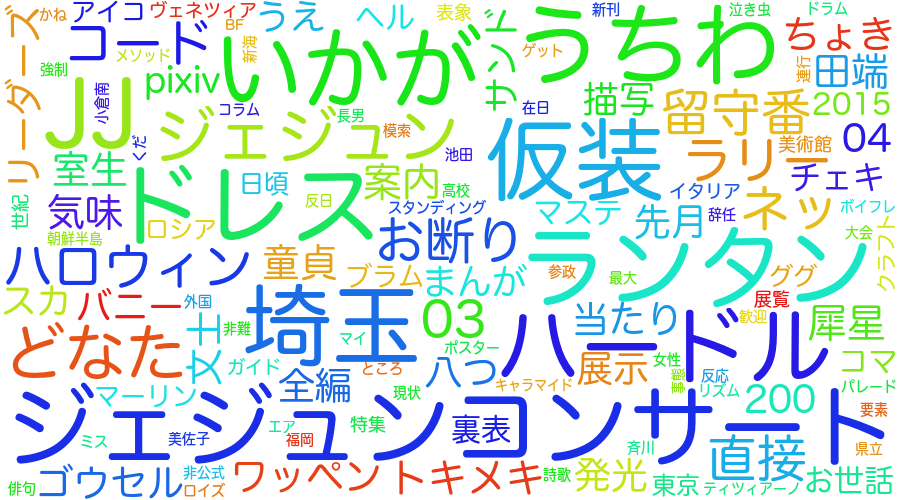 かね
アイコ
ヴェネツィア
うえ
ヘル
表象
サンド
新刊
うちわ
泣き虫
ドラム
リーダーズ
コード
BF
メソッド
新海
いかが
ゲット
ちょき
強制
pixiv
連行
田端
JJ
小倉南
コラム
長男
描写
留守番
2015
ジェジュン
模索
在日
美術館
04
くだ
池田
仮装
ラリー
チェキ
室生
ドレス
日頃
案内
高校
イタリア
ネッ
世紀
気味
反日
スタンディング
マステ
先月
辞任
ボイフレ
朝鮮半島
ロシア
お断り
ランタン
大会
クラフト
ハロウィン
童貞
ブラム
まんが
参政
最大
ググ
スカ
バニー
外国
埼玉
03
当たり
展覧
歓迎
犀星
どなた
女王
非難
マイ
ポスター
ハードル
コマ
ガイド
ところ
八つ
展示
女性
事態
反応
パレード
マーリン
全編
現状
キャラマイド
リズム
200
ジェジュンコンサート
要素
ミス
美佐子
エア
福岡
特集
裏表
斉川
直接
県立
俳句
ゴウセル
非公式
ロイズ
ワッペン
トキメキ
詩歌
発光
東京
ティツィアーノ
お世話